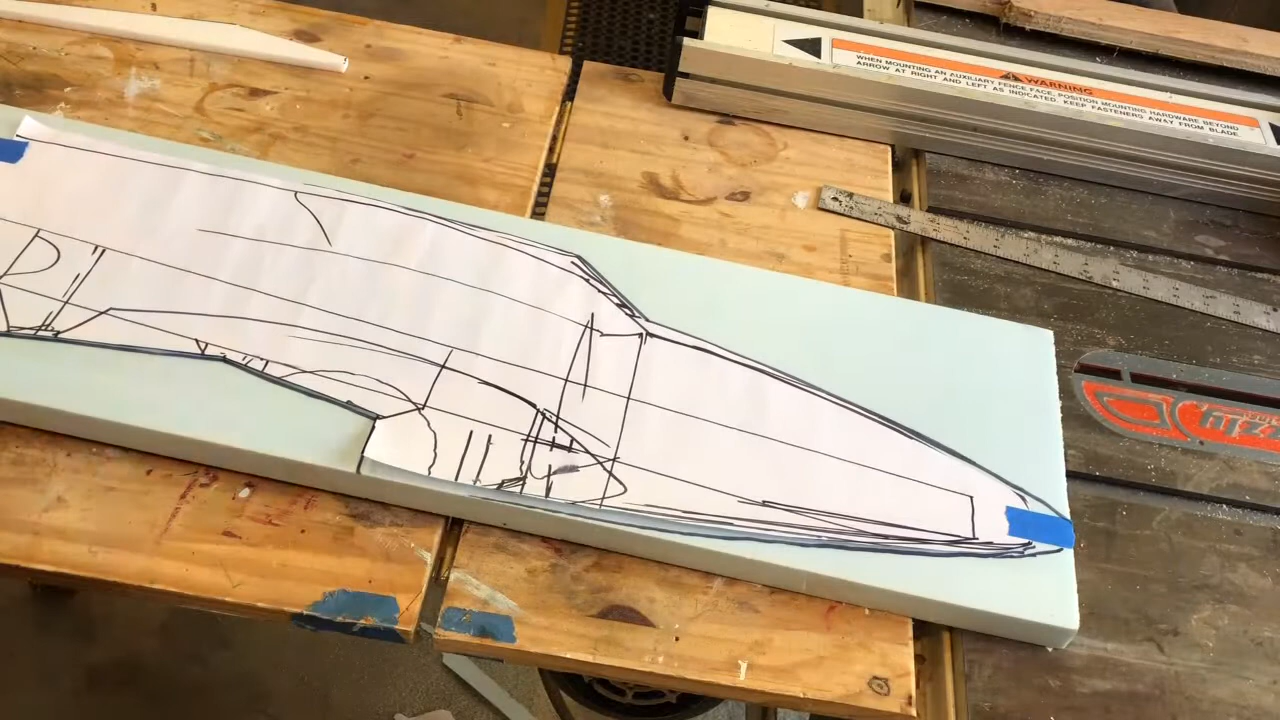 WARNING
WHEN MOUNTING AN AUXILIARY FENCE FACE, POSITION MOUNTING HARDWARE BEYOND
ARROW AT RIGHT AND LEFT AS INDICATED. KEEP FASTENERS AWAY FROM BLADE.